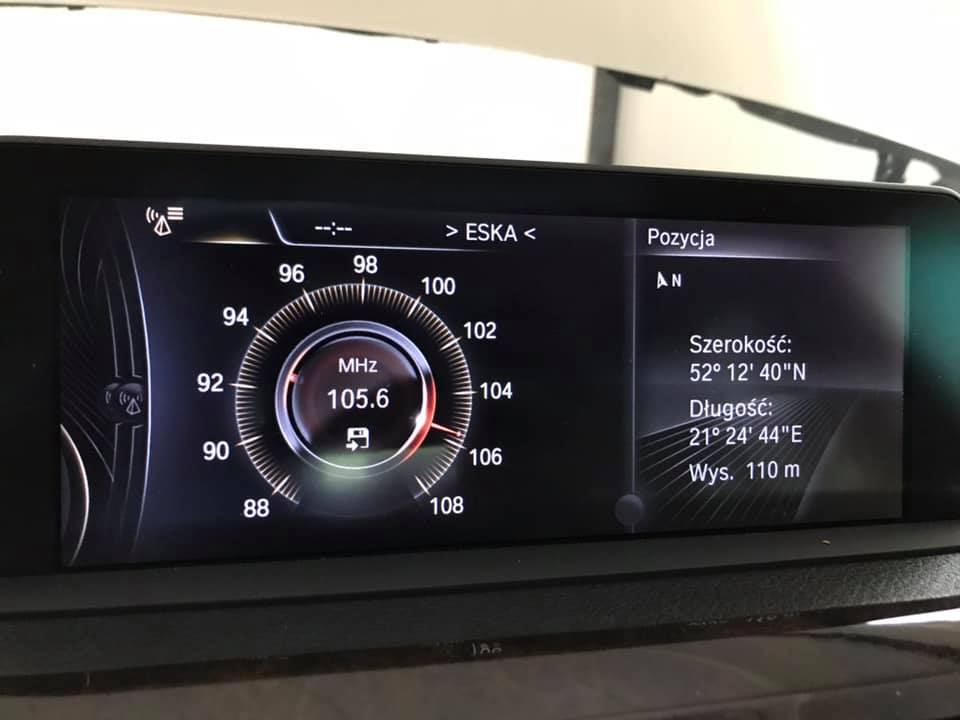 --:--
> ESKA <
Pozycja
N
96
98
100
94
102
92
104
90
106
88
108
MHz
105.6
Szerokość:
52° 12' 40"N
Długość:
21° 24' 44"E
Wys. 110 m